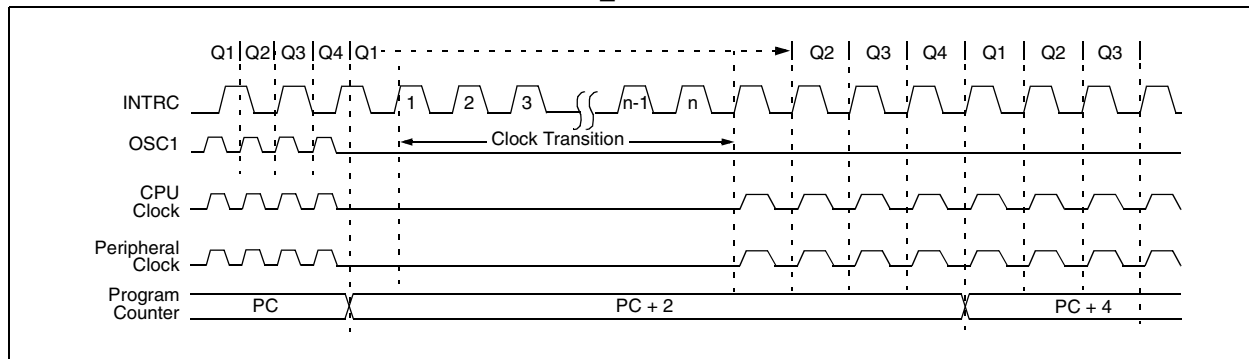 Q1 Q2 Q3 Q4 Q1 Q2 Q3 Q4 Q1 Q2 Q3
INTRC
1 2 3 n-1 n
OSC1
Clock Transition
CPU
Clock
Peripheral
Clock
Program
Counter
PC PC + 2 PC + 4